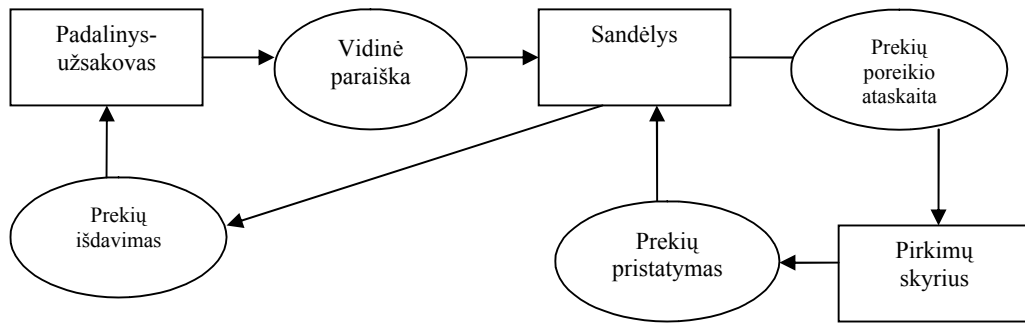 Padalinys-
užsakovas
Vidinė
paraiška
Sandėlys
Prekių
poreikio
ataskaita
Prekių
išdavimas
Prekių
pristatymas
Pirkimų
skyrius